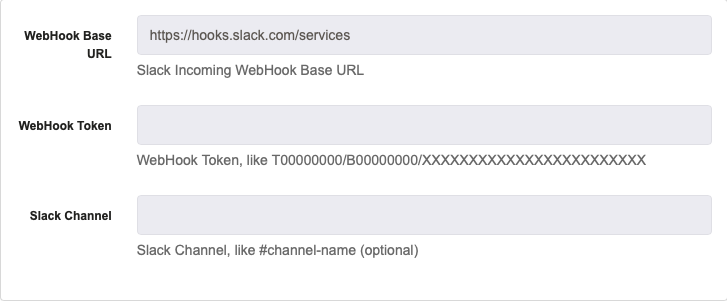 WebHook Base
URL
https://hooks.slack.com/services
Slack Incoming WebHook Base URL
WebHook Token
WebHook Token, like T00000000/B00000000/XXXXXXXXXXXXXXXXXXXXXXXX
Slack Channel
Slack Channel, like #channel-name (optional)